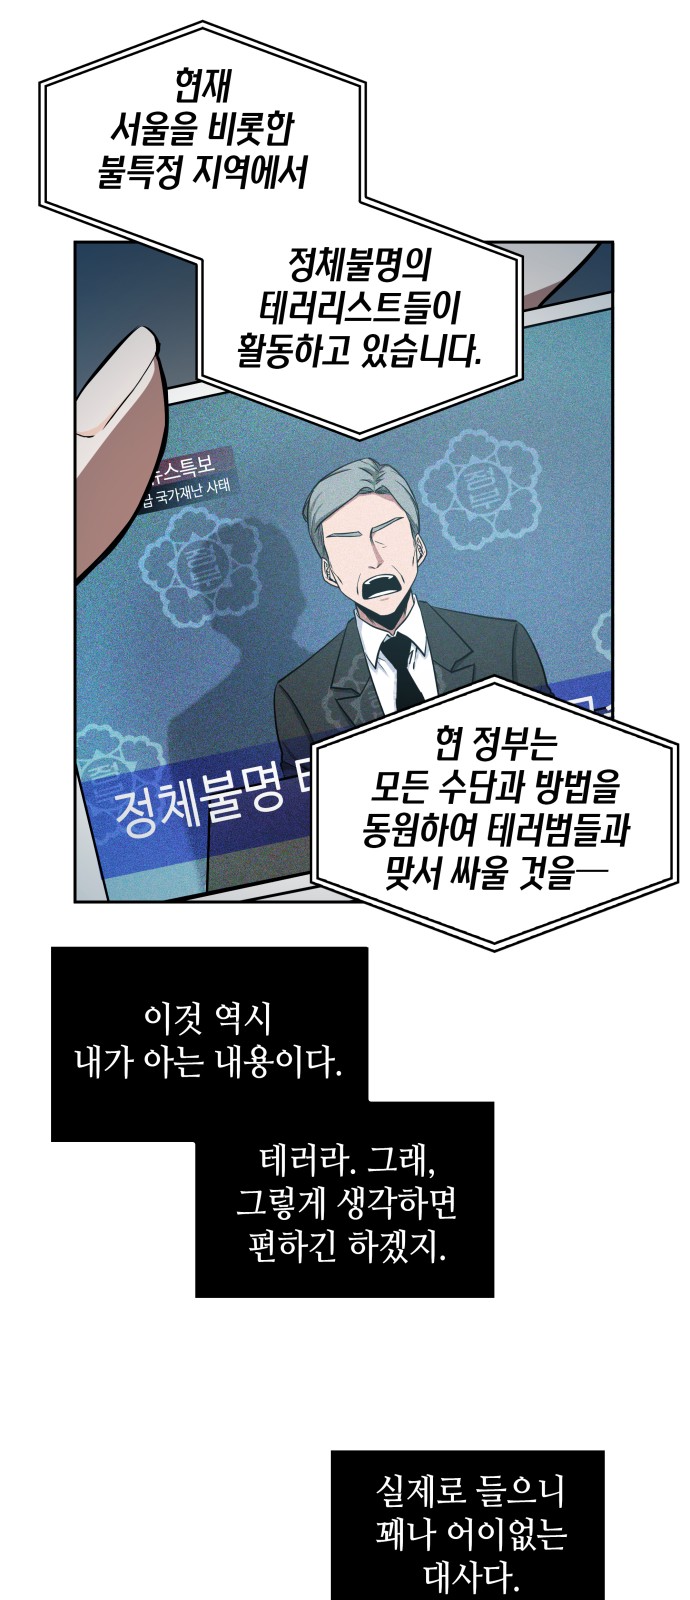 현재
서울을 비롯한
불특정 지역에서
정체불명의
테러리스트들이
활동하고 있습니다.
뉴스특보
급 국가재난 사태
정부
정부
정체불명 테
현 정부는
모든 수단과 방법을
동원하여 테러범들과
맞서 싸울 것을―
이것 역시
내가 아는 내용이다.
테러라. 그래,
그렇게 생각하면
편하긴 하겠지.
실제로 들으니
꽤나 어이없는
대사다.